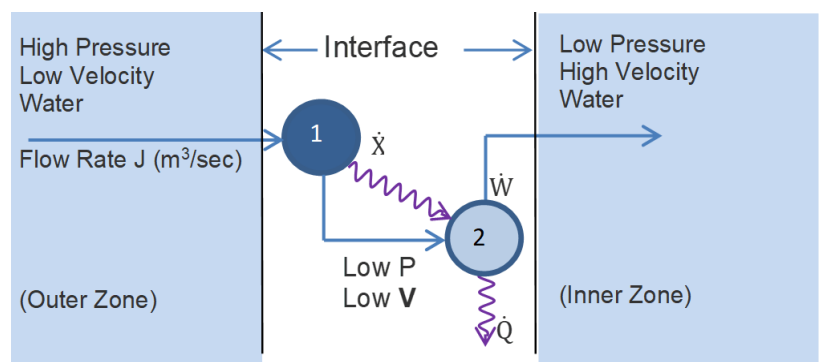 High Pressure
Low Velocity
Water
Flow Rate J (m³/sec)
(Outer Zone)
Interface
1
Ẋ
Ẇ
2
Low P
Low V
Q̇
Low Pressure
High Velocity
Water
(Inner Zone)